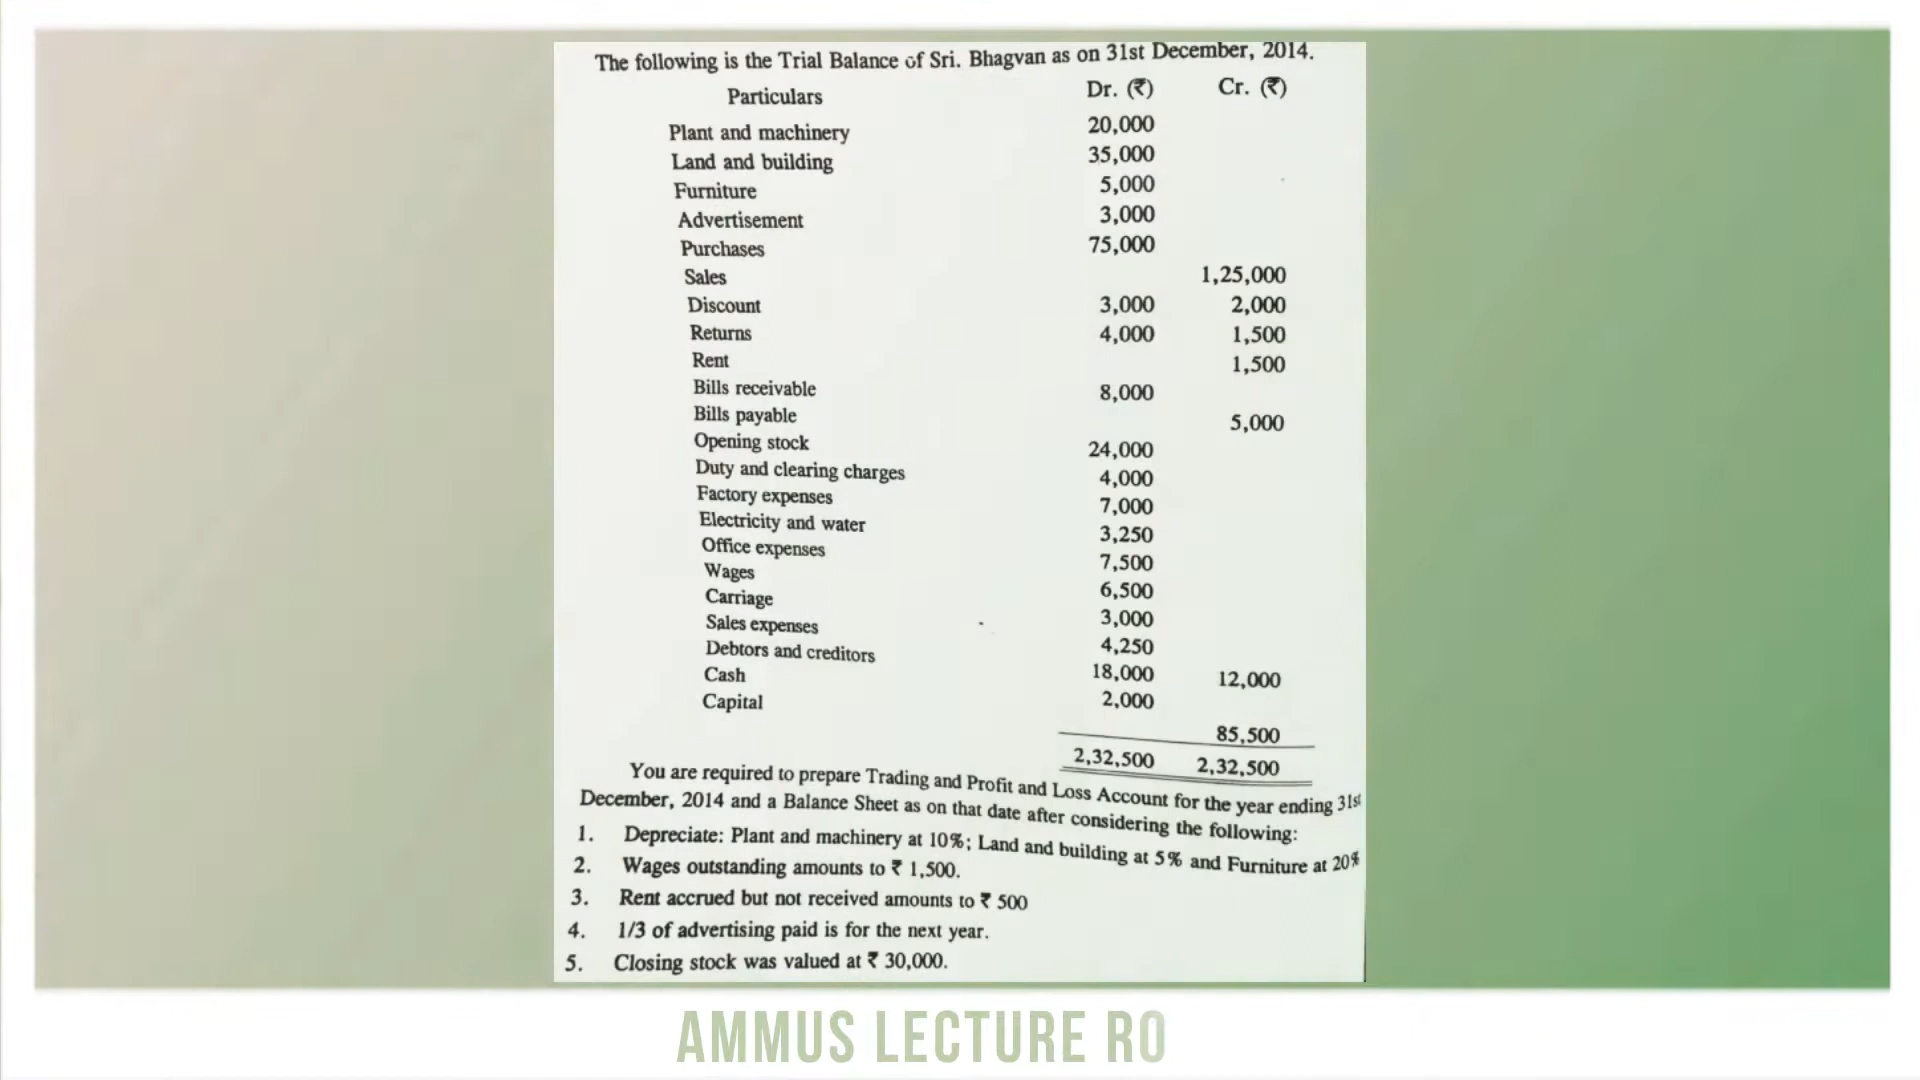 The following is the Trial Balance of Sri. Bhagvan as on 31st December, 2014.
Particulars Dr. (₹) Cr. (₹)
Plant and machinery 20,000
Land and building 35,000
Furniture 5,000
Advertisement 3,000
Purchases 75,000
Sales 1,25,000
Discount 3,000 2,000
Returns 4,000 1,500
Rent 1,500
Bills receivable 8,000
Bills payable 5,000
Opening stock 24,000
Duty and clearing charges 4,000
Factory expenses 7,000
Electricity and water 3,250
Office expenses 7,500
Wages 6,500
Carriage 3,000
Sales expenses 4,250
Debtors and creditors 18,000 12,000
Cash 2,000
Capital 85,500
2,32,500 2,32,500
You are required to prepare Trading and Profit and Loss Account for the year ending 31st
December, 2014 and a Balance Sheet as on that date after considering the following:
1. Depreciate: Plant and machinery at 10%; Land and building at 5% and Furniture at 20%
2. Wages outstanding amounts to ₹ 1,500.
3. Rent accrued but not received amounts to ₹ 500
4. 1/3 of advertising paid is for the next year.
5. Closing stock was valued at ₹ 30,000.
AMMUS LECTURE RO